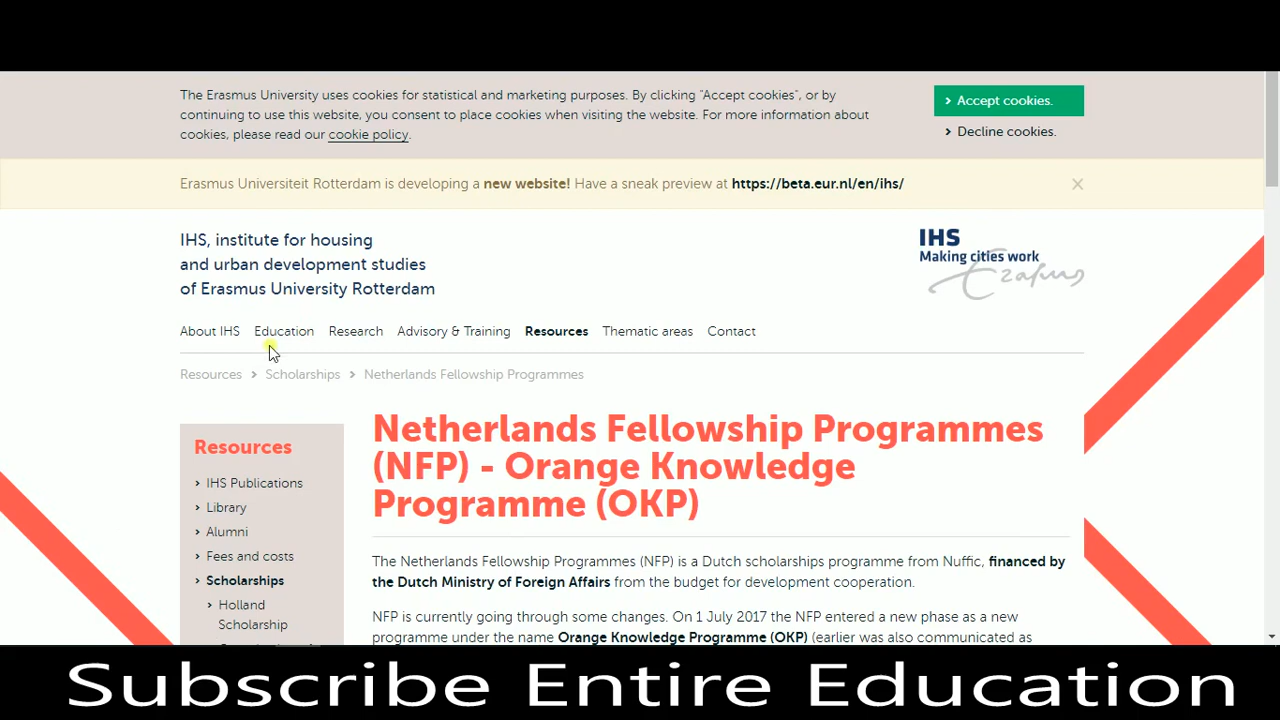 The Erasmus University uses cookies for statistical and marketing purposes. By clicking "Accept cookies", or by
continuing to use this website, you consent to place cookies when visiting the website. For more information about
cookies, please read our cookie policy.
Accept cookies.
Decline cookies.
Erasmus Universiteit Rotterdam is developing a new website! Have a sneak preview at https://beta.eur.nl/en/ihs/
IHS, institute for housing
and urban development studies
of Erasmus University Rotterdam
IHS
Making cities work
Erasmus
About IHS Education Research Advisory & Training Resources Thematic areas Contact
Resources > Scholarships > Netherlands Fellowship Programmes
Resources
IHS Publications
Library
Alumni
Fees and costs
Scholarships
Holland
Scholarship
Netherlands Fellowship Programmes
(NFP) - Orange Knowledge
Programme (OKP)
The Netherlands Fellowship Programmes (NFP) is a Dutch scholarships programme from Nuffic, financed by
the Dutch Ministry of Foreign Affairs from the budget for development cooperation.
NFP is currently going through some changes. On 1 July 2017 the NFP entered a new phase as a new
programme under the name Orange Knowledge Programme (OKP) (earlier was also communicated as
Subscribe Entire Education